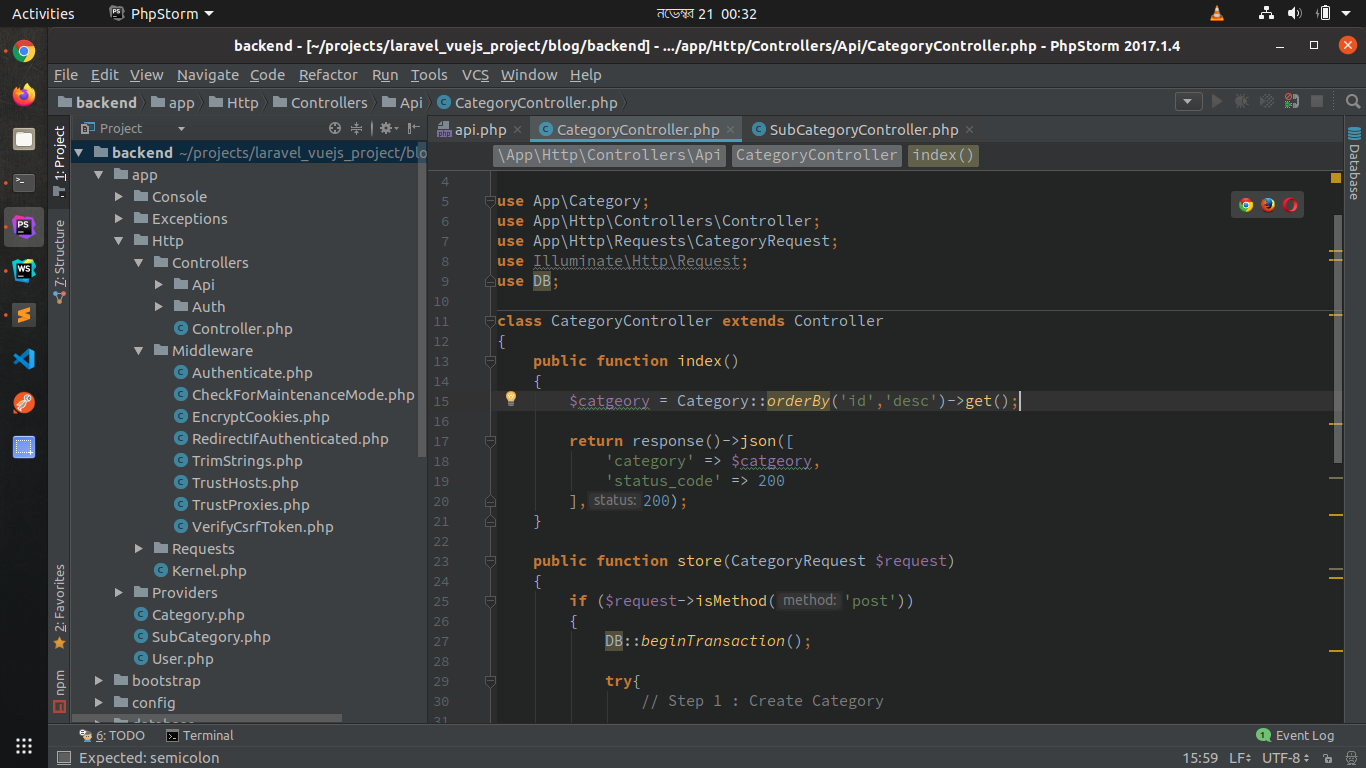 Activities PhpStorm নভেম্বর 21 00:32
backend - [~/projects/laravel_vuejs_project/blog/backend] - .../app/Http/Controllers/Api/CategoryController.php - PhpStorm 2017.1.4
File Edit View Navigate Code Refactor Run Tools VCS Window Help
backend app Http Controllers Api CategoryController.php
Project
api.php CategoryController.php SubCategoryController.php
\App\Http\Controllers\Api CategoryController index()
1: Project
7: Structure
2: Favorites
npm
backend ~/projects/laravel_vuejs_project/blo
app
Console
Exceptions
Http
Controllers
Api
Auth
Controller.php
Middleware
Authenticate.php
CheckForMaintenanceMode.php
EncryptCookies.php
RedirectIfAuthenticated.php
TrimStrings.php
TrustHosts.php
TrustProxies.php
VerifyCsrfToken.php
Requests
Kernel.php
Providers
Category.php
SubCategory.php
User.php
bootstrap
config
database
4
5 use App\Category;
6 use App\Http\Controllers\Controller;
7 use App\Http\Requests\CategoryRequest;
8 use Illuminate\Http\Request;
9 use DB;
10
11 class CategoryController extends Controller
12 {
13 public function index()
14 {
15 $catgeory = Category::orderBy('id','desc')->get();
16
17 return response()->json([
18 'category' => $catgeory,
19 'status_code' => 200
20 ], status: 200);
21 }
22
23 public function store(CategoryRequest $request)
24 {
25 if ($request->isMethod( method: 'post'))
26 {
27 DB::beginTransaction();
28
29 try{
30 // Step 1 : Create Category
31
Database
6: TODO Terminal 1 Event Log
Expected: semicolon 15:59 LF UTF-8